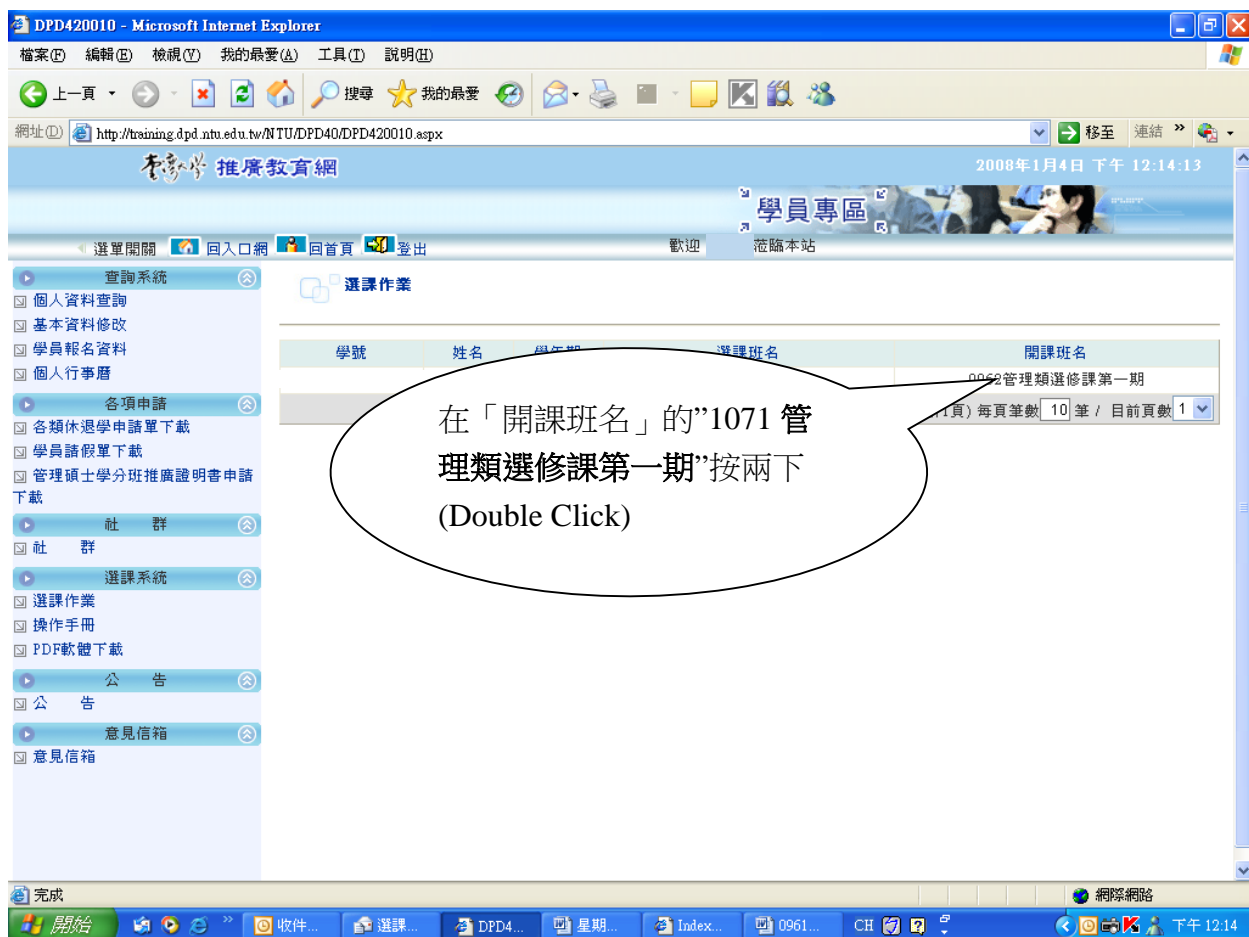 DPD420010 - Microsoft Internet Explorer
檔案(F) 編輯(E) 檢視(V) 我的最愛(A) 工具(T) 說明(H)
上一頁 搜尋 我的最愛
網址(D) http://training.dpd.ntu.edu.tw/NTU/DPD40/DPD420010.aspx 移至 連結 »
臺灣大學 推廣教育網 2008年1月4日 下午 12:14:13
學員專區
選單開關 回入口網 回首頁 登出 歡迎 蒞臨本站
查詢系統
個人資料查詢
基本資料修改
學員報名資料
個人行事曆
各項申請
各類休退學申請單下載
學員請假單下載
管理碩士學分班推廣證明書申請
下載
社 群
社 群
選課系統
選課作業
操作手冊
PDF軟體下載
公 告
公 告
意見信箱
意見信箱
選課作業
學號 姓名 學年期 選課班名 開課班名
0962管理類選修課第一期
1頁) 每頁筆數 10 筆 / 目前頁數 1
在「開課班名」的”1071 管
理類選修課第一期”按兩下
(Double Click)
完成 網際網路
開始 » 收件... 選課... DPD4... 星期... Index... 0961... CH 下午 12:14